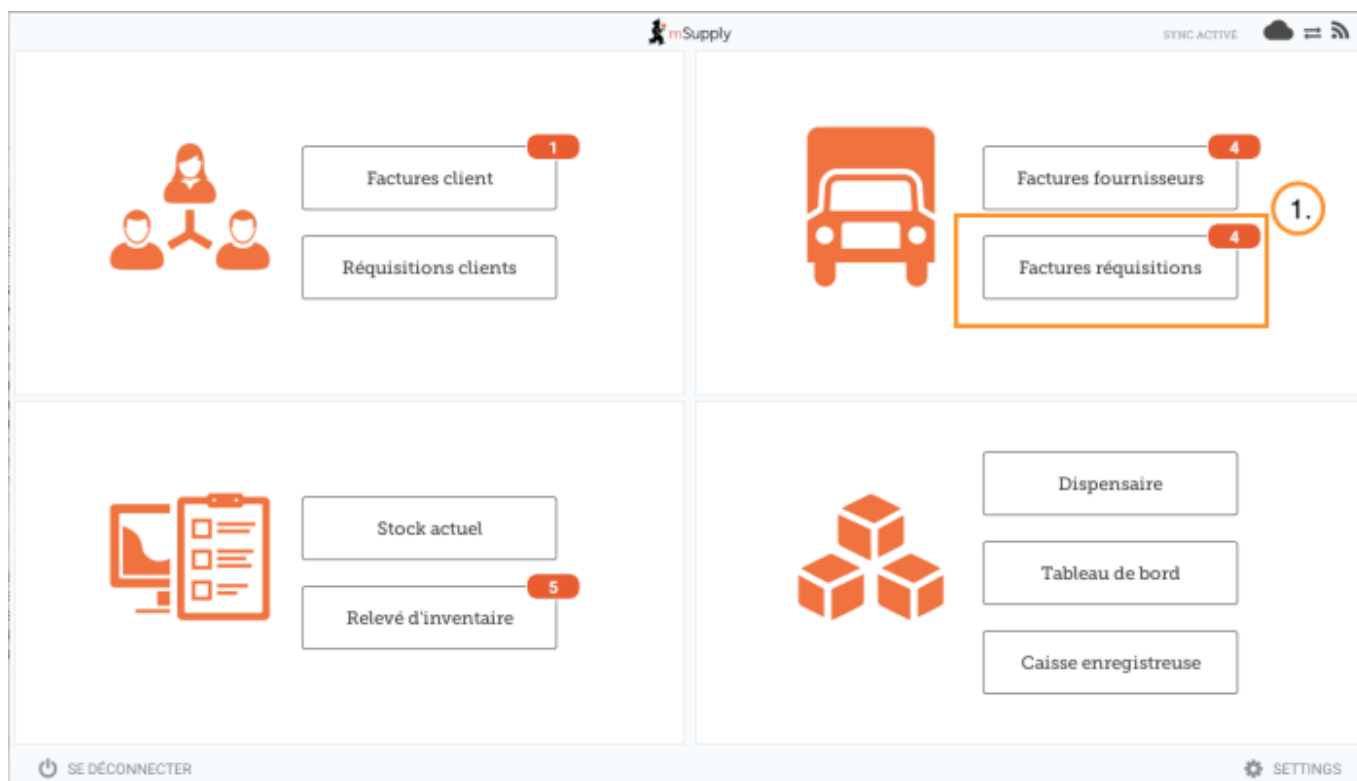 mSupply
SYNC ACTIVÉ
1
Factures client
Réquisitions clients
4
Factures fournisseurs
1.
4
Factures réquisitions
Stock actuel
5
Relevé d'inventaire
Dispensaire
Tableau de bord
Caisse enregistreuse
SE DÉCONNECTER
SETTINGS